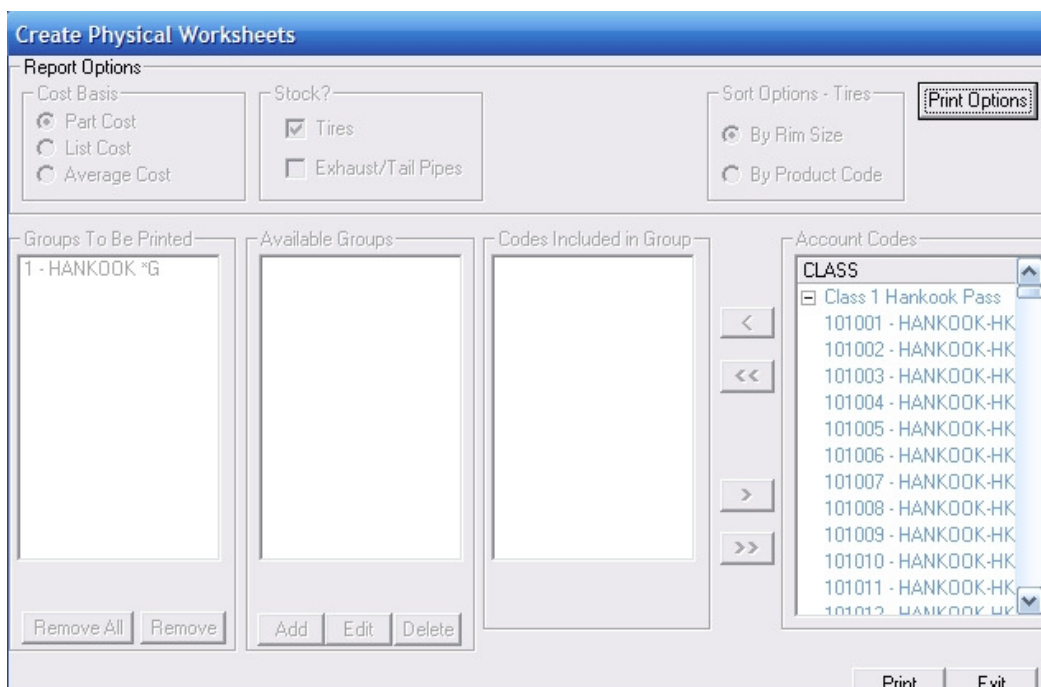 Create Physical Worksheets
Report Options
Cost Basis
Part Cost
List Cost
Average Cost
Stock?
Tires
Exhaust/Tail Pipes
Sort Options - Tires
By Rim Size
By Product Code
Print Options
Groups To Be Printed
1 - HANKOOK *G
Remove All Remove
Available Groups
Add Edit Delete
Codes Included in Group
<
<<
>
>>
Account Codes
CLASS
Class 1 Hankook Pass
101001 - HANKOOK-HK
101002 - HANKOOK-HK
101003 - HANKOOK-HK
101004 - HANKOOK-HK
101005 - HANKOOK-HK
101006 - HANKOOK-HK
101007 - HANKOOK-HK
101008 - HANKOOK-HK
101009 - HANKOOK-HK
101010 - HANKOOK-HK
101011 - HANKOOK-HK
101012 - HANKOOK-HK
Print Exit